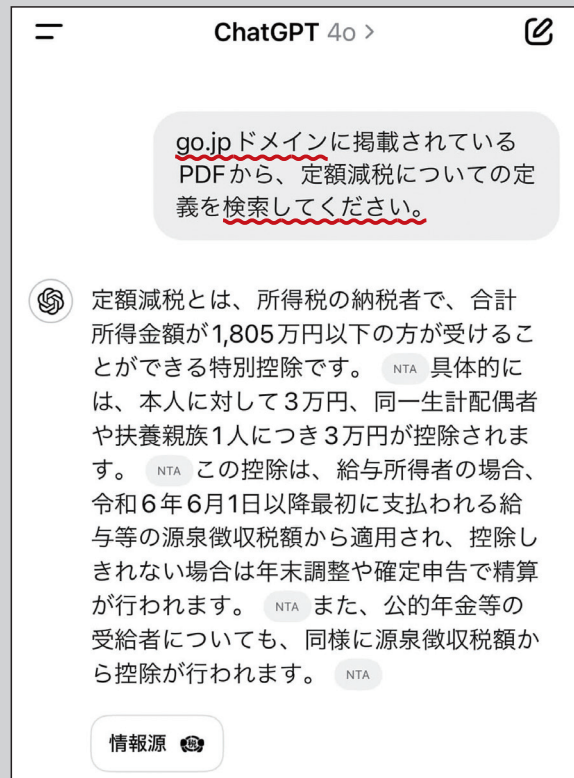 ChatGPT 4o >
go.jpドメインに掲載されている
PDFから、定額減税についての定
義を検索してください。
定額減税とは、所得税の納税者で、合計
所得金額が1,805万円以下の方が受けるこ
とができる特別控除です。 NTA 具体的に
は、本人に対して3万円、同一生計配偶者
や扶養親族1人につき3万円が控除されま
す。 NTA この控除は、給与所得者の場合、
令和6年6月1日以降最初に支払われる給
与等の源泉徴収税額から適用され、控除し
きれない場合は年末調整や確定申告で精算
が行われます。 NTA また、公的年金等の
受給者についても、同様に源泉徴収税額か
ら控除が行われます。 NTA
情報源 税